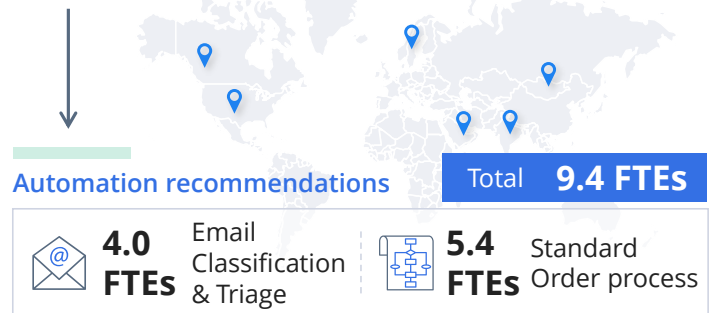 Automation recommendations
Total 9.4 FTEs
@
4.0
FTEs
Email
Classification
& Triage
5.4
FTEs
Standard
Order process